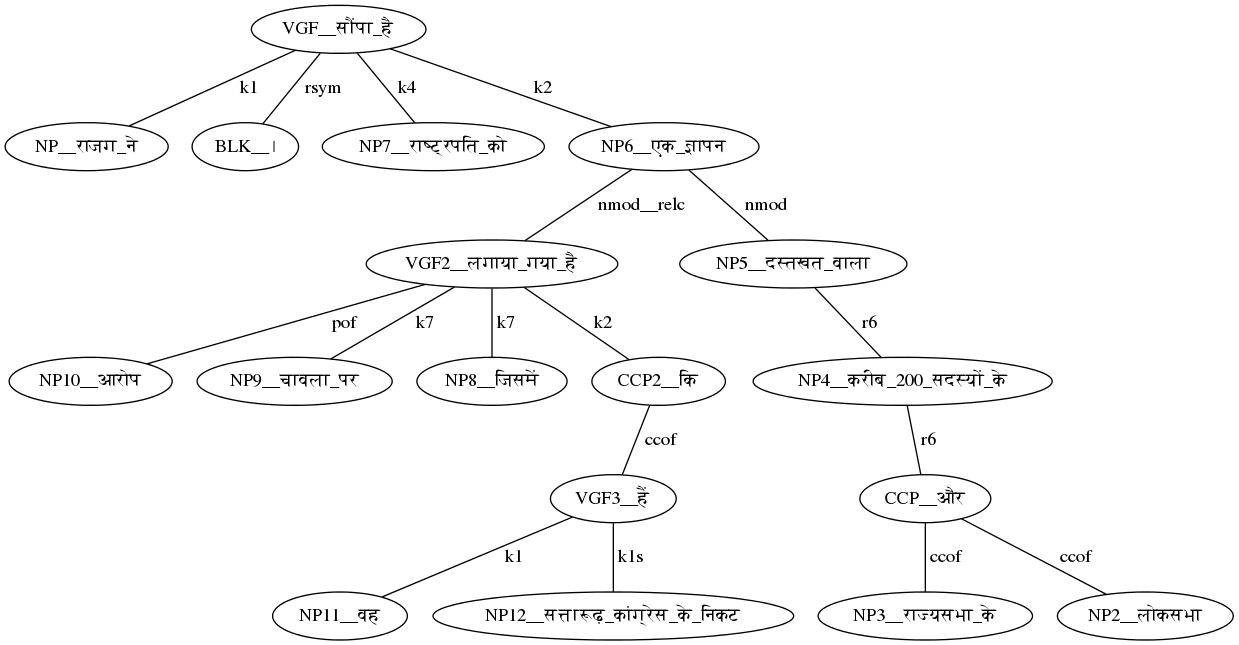 VGF__सौंपा_है
k1 rsym k4 k2
NP__राजग_ने BLK__। NP7__राष्ट्रपति_को NP6__एक_ज्ञापन
nmod__relc nmod
VGF2__लगाया_गया_है NP5__दस्तखत_वाला
pof k7 k7 k2 r6
NP10__आरोप NP9__चावला_पर NP8__जिसमें CCP2__कि NP4__करीब_200_सदस्यों_के
ccof r6
VGF3__हैं CCP__और
k1 k1s ccof ccof
NP11__वह NP12__सत्तारूढ़_कांग्रेस_के_निकट NP3__राज्यसभा_के NP2__लोकसभा